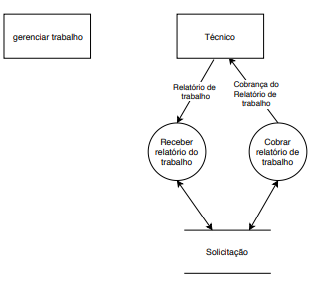 gerenciar trabalho
Técnico
Relatório de
trabalho
Cobrança do
Relatório de
trabalho
Receber
relatório do
trabalho
Cobrar
relatório de
trabalho
Solicitação